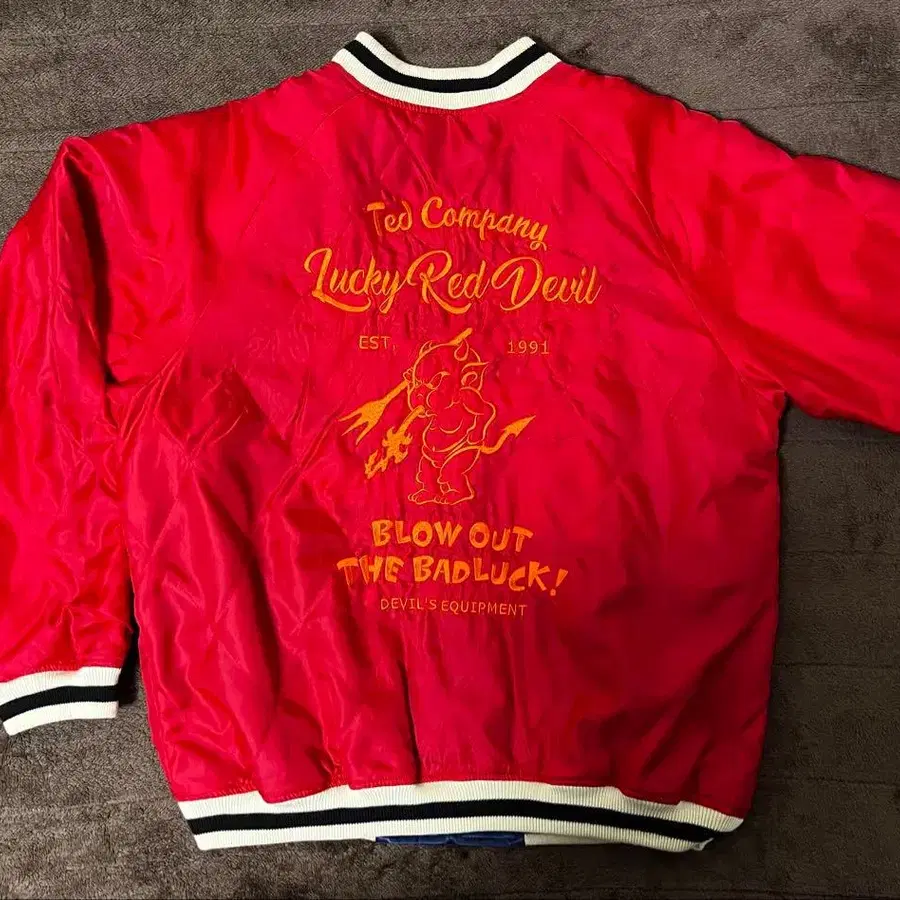 Ted Company
Lucky Red Devil
EST, 1991
BLOW OUT
THE BADLUCK!
DEVIL'S EQUIPMENT